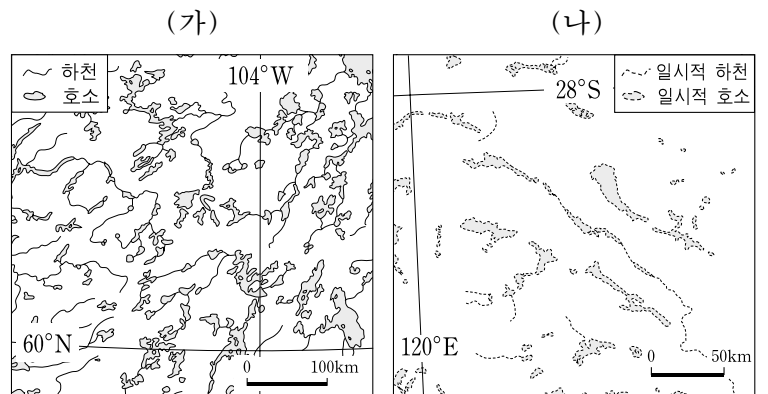 (가)
하천
호소
104°W
60°N
0 100km
(나)
일시적 하천
일시적 호소
28°S
120°E
0 50km